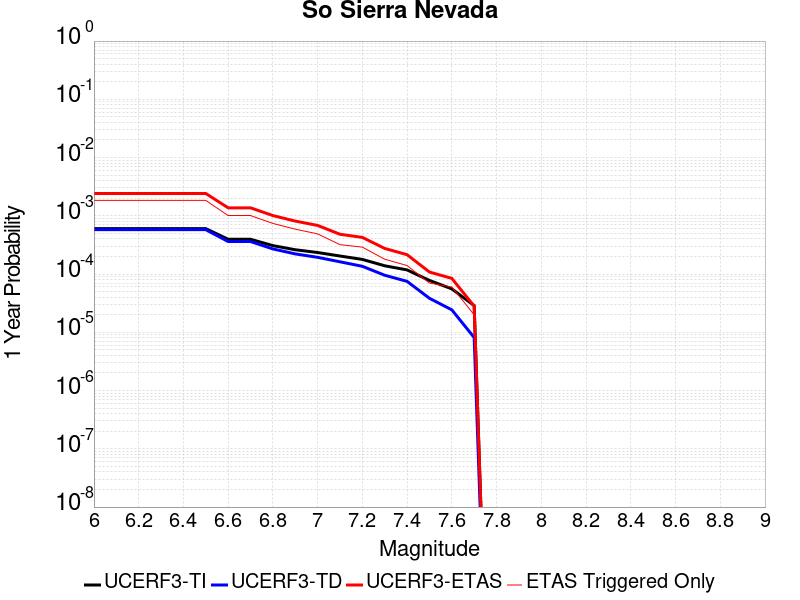 So Sierra Nevada
10^0
10^-1
10^-2
10^-3
10^-4
10^-5
10^-6
10^-7
10^-8
1 Year Probability
6 6.2 6.4 6.6 6.8 7 7.2 7.4 7.6 7.8 8 8.2 8.4 8.6 8.8 9
Magnitude
UCERF3-TI UCERF3-TD UCERF3-ETAS ETAS Triggered Only